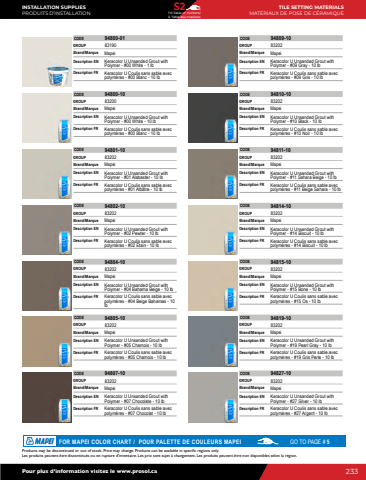 INSTALLATION SUPPLIES
PRODUITS D'INSTALLATION
S2
TILE SETTING MATERIALS
MATÉRIAUX DE POSE DE CÉRAMIQUE
CODE 94800-01
GROUP 83190
Brand/Marque Mapei
Description EN Keracolor U Unsanded Grout with
Polymer - #00 White - 1 lb
Description FR Keracolor U Coulis sans sable avec
polymères - #00 Blanc - 1 lb
CODE 94800-10
GROUP 83200
Brand/Marque Mapei
Description EN Keracolor U Unsanded Grout with
Polymer - #00 White - 10 lb
Description FR Keracolor U Coulis sans sable avec
polymères - #00 Blanc - 10 lb
CODE 94801-10
GROUP 83202
Brand/Marque Mapei
Description EN Keracolor U Unsanded Grout with
Polymer - #01 Alabaster - 10 lb
Description FR Keracolor U Coulis sans sable avec
polymères - #01 Albâtre - 10 lb
CODE 94802-10
GROUP 83202
Brand/Marque Mapei
Description EN Keracolor U Unsanded Grout with
Polymer - #02 Pewter - 10 lb
Description FR Keracolor U Coulis sans sable avec
polymères - #02 Étain - 10 lb
CODE 94804-10
GROUP 83202
Brand/Marque Mapei
Description EN Keracolor U Unsanded Grout with
Polymer - #04 Bahama Beige - 10 lb
Description FR Keracolor U Coulis sans sable avec
polymères - #04 Beige Bahamas - 10
lb
CODE 94805-10
GROUP 83202
Brand/Marque Mapei
Description EN Keracolor U Unsanded Grout with
Polymer - #05 Chamois - 10 lb
Description FR Keracolor U Coulis sans sable avec
polymères - #05 Chamois - 10 lb
CODE 94807-10
GROUP 83202
Brand/Marque Mapei
Description EN Keracolor U Unsanded Grout with
Polymer - #07 Chocolate - 10 lb
Description FR Keracolor U Coulis sans sable avec
polymères - #07 Chocolat - 10 lb
CODE 94809-10
GROUP 83202
Brand/Marque Mapei
Description EN Keracolor U Unsanded Grout with
Polymer - #09 Gray - 10 lb
Description FR Keracolor U Coulis sans sable avec
polymères - #09 Gris - 10 lb
CODE 94810-10
GROUP 83202
Brand/Marque Mapei
Description EN Keracolor U Unsanded Grout with
Polymer - #10 Black - 10 lb
Description FR Keracolor U Coulis sans sable avec
polymères - #10 Noir - 10 lb
CODE 94811-10
GROUP 83202
Brand/Marque Mapei
Description EN Keracolor U Unsanded Grout with
Polymer - #11 Sahara Beige - 10 lb
Description FR Keracolor U Coulis sans sable avec
polymères - #11 Beige Sahara - 10 lb
CODE 94814-10
GROUP 83202
Brand/Marque Mapei
Description EN Keracolor U Unsanded Grout with
Polymer - #14 Biscuit - 10 lb
Description FR Keracolor U Coulis sans sable avec
polymères - #14 Biscuit - 10 lb
CODE 94815-10
GROUP 83202
Brand/Marque Mapei
Description EN Keracolor U Unsanded Grout with
Polymer - #15 Bone - 10 lb
Description FR Keracolor U Coulis sans sable avec
polymères - #15 Os - 10 lb
CODE 94819-10
GROUP 83202
Brand/Marque Mapei
Description EN Keracolor U Unsanded Grout with
Polymer - #19 Pearl Gray - 10 lb
Description FR Keracolor U Coulis sans sable avec
polymères - #19 Gris Perle - 10 lb
CODE 94827-10
GROUP 83202
Brand/Marque Mapei
Description EN Keracolor U Unsanded Grout with
Polymer - #27 Silver - 10 lb
Description FR Keracolor U Coulis sans sable avec
polymères - #27 Argent - 10 lb
MAPEI FOR MAPEI COLOR CHART / POUR PALETTE DE COULEURS MAPEI GO TO PAGE # 5
Products may be discontinued or out of stock. Price may change. Products can be available in specific regions only.
Les produits peuvent être discontinués ou en rupture d'inventaire. Les prix sont sujet à changement. Les produits peuvent être non disponibles selon la région.
Pour plus d'information visitez le www.prosol.ca 233